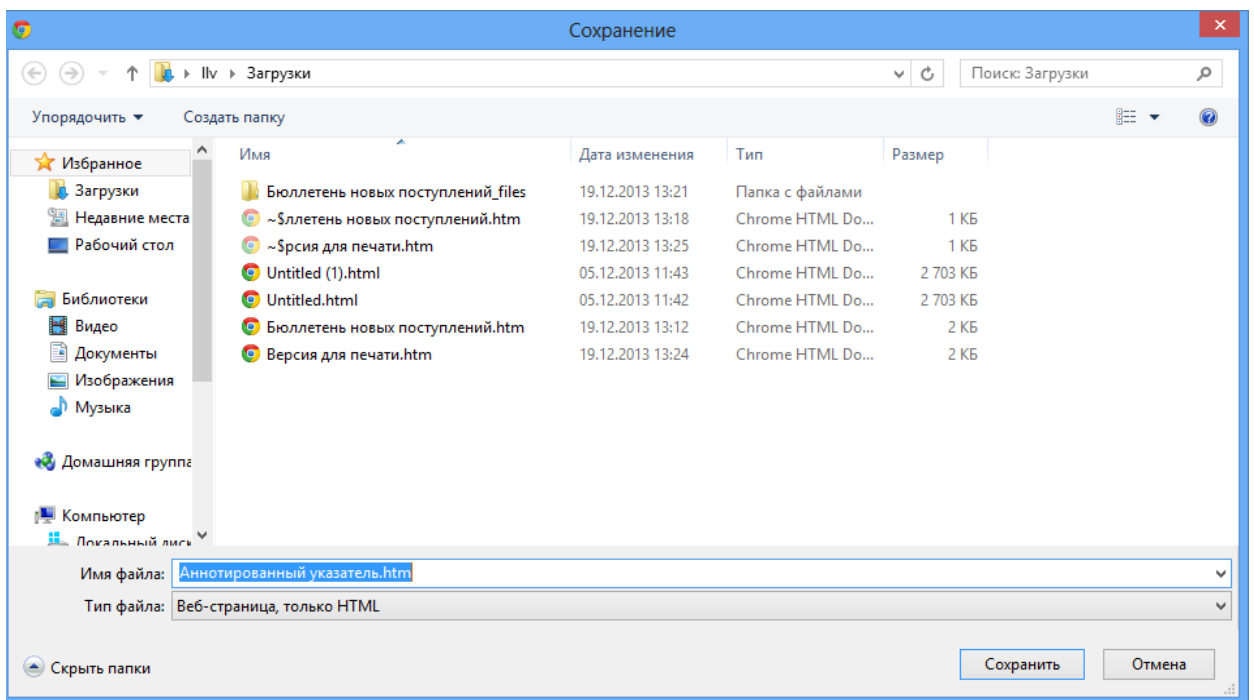 Сохранение
llv Загрузки
Поиск: Загрузки
Упорядочить Создать папку
Имя Дата изменения Тип Размер
Избранное
Загрузки
Недавние места
Рабочий стол
Библиотеки
Видео
Документы
Изображения
Музыка
Домашняя группа
Компьютер
Локальный диск
Бюллетень новых поступлений_files 19.12.2013 13:21 Папка с файлами
~$ллетень новых поступлений.htm 19.12.2013 13:18 Chrome HTML Do... 1 КБ
~$рсия для печати.htm 19.12.2013 13:25 Chrome HTML Do... 1 КБ
Untitled (1).html 05.12.2013 11:43 Chrome HTML Do... 2 703 КБ
Untitled.html 05.12.2013 11:42 Chrome HTML Do... 2 703 КБ
Бюллетень новых поступлений.htm 19.12.2013 13:12 Chrome HTML Do... 2 КБ
Версия для печати.htm 19.12.2013 13:24 Chrome HTML Do... 2 КБ
Имя файла: Аннотированный указатель.htm
Тип файла: Веб-страница, только HTML
Скрыть папки
Сохранить Отмена